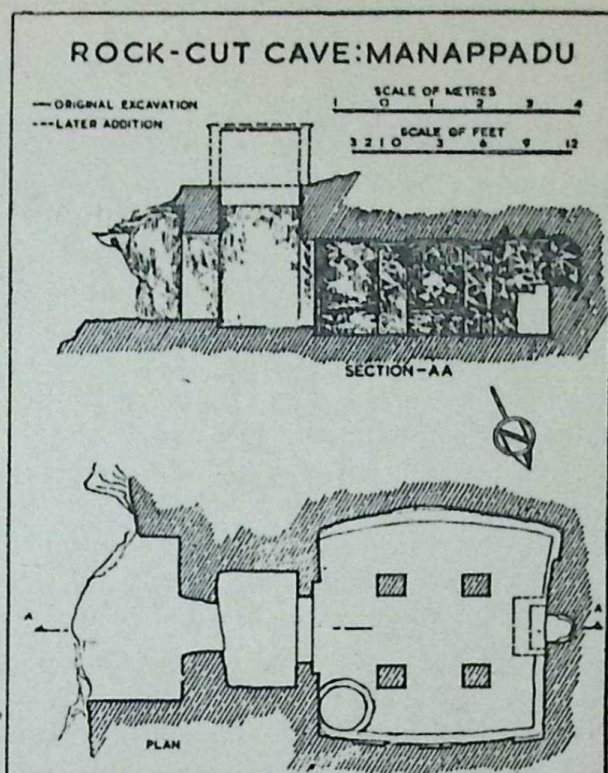 ROCK-CUT CAVE:MANAPPADU
— ORIGINAL EXCAVATION
--- LATER ADDITION
SCALE OF METRES
1 0 1 2 3 4
SCALE OF FEET
3 2 1 0 3 6 9 12
SECTION-AA
N
A
A
PLAN